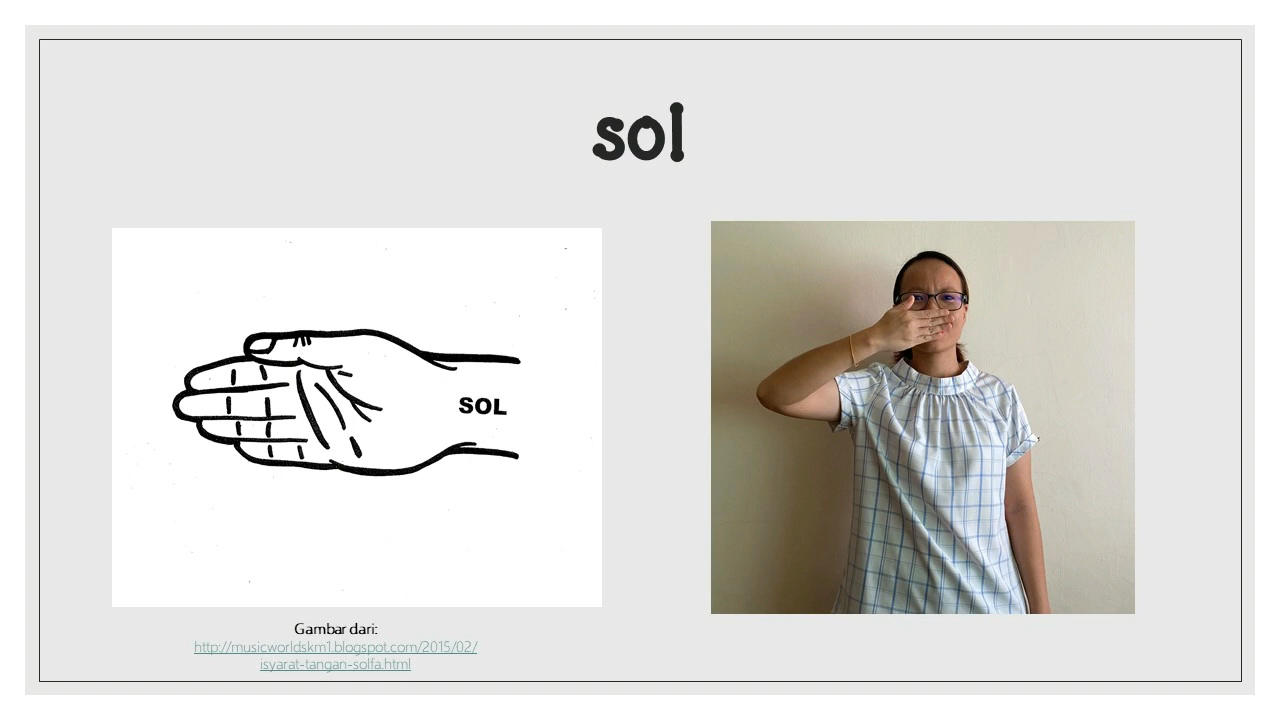 sol
SOL
Gambar dari:
http://musicworldskm1.blogspot.com/2015/02/
isyarat-tangan-solfa.html